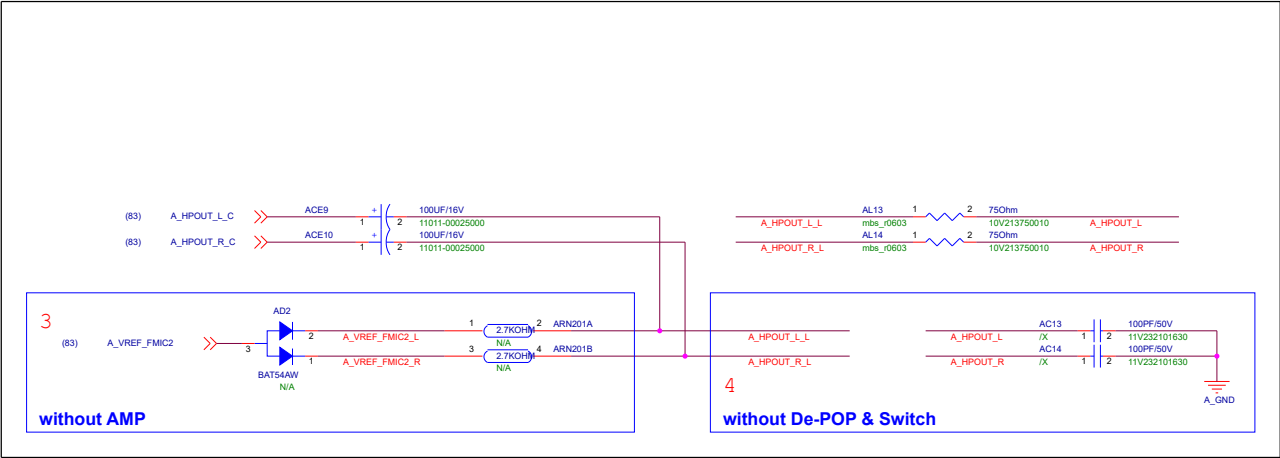 (83) A_HPOUT_L_C ACE9 1 + 2 100UF/16V 11011-00025000
(83) A_HPOUT_R_C ACE10 1 + 2 100UF/16V 11011-00025000
A_HPOUT_L_L AL13 mbs_r0603 1 2 75Ohm 10V213750010 A_HPOUT_L
A_HPOUT_R_L AL14 mbs_r0603 1 2 75Ohm 10V213750010 A_HPOUT_R
3
(83) A_VREF_FMIC2 3 AD2 2 1 BAT54AW N/A
A_VREF_FMIC2_L 1 2.7KOHM 2 ARN201A N/A
A_VREF_FMIC2_R 3 2.7KOHM 4 ARN201B N/A
without AMP
A_HPOUT_L_L A_HPOUT_L AC13 /X 1 2 100PF/50V 11V232101630
A_HPOUT_R_L A_HPOUT_R AC14 /X 1 2 100PF/50V 11V232101630
4
A_GND
without De-POP & Switch